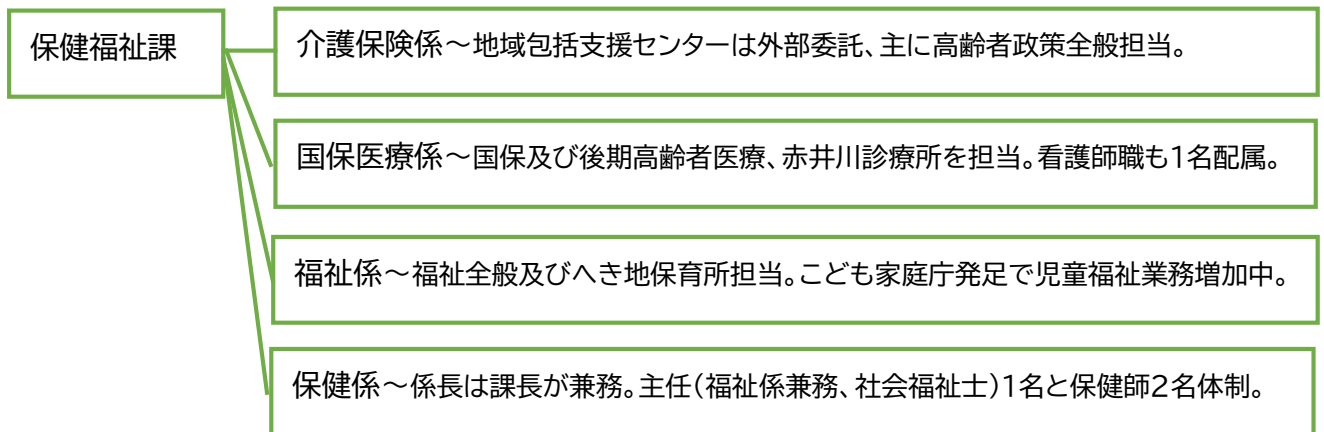 保健福祉課
介護保険係~地域包括支援センターは外部委託、主に高齢者政策全般担当。
国保医療係~国保及び後期高齢者医療、赤井川診療所を担当。看護師職も1名配属。
福祉係~福祉全般及びへき地保育所担当。こども家庭庁発足で児童福祉業務増加中。
保健係~係長は課長が兼務。主任(福祉係兼務、社会福祉士)1名と保健師2名体制。